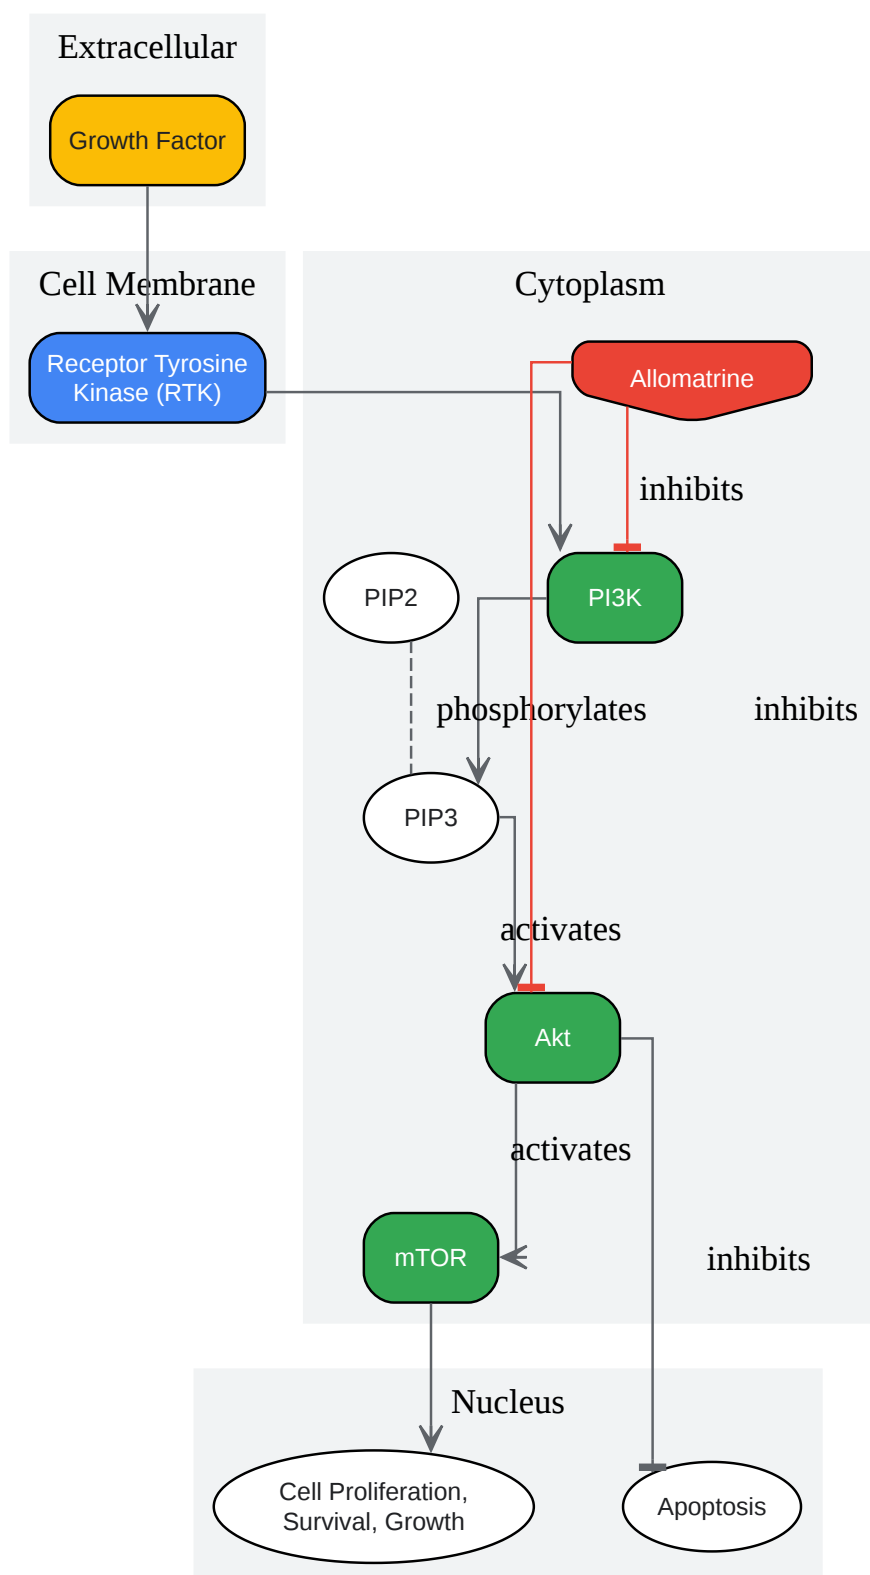 Extracellular
Growth Factor
Cell Membrane
Cytoplasm
Receptor Tyrosine
Kinase (RTK)
Allomatrine
inhibits
PIP2
PI3K
phosphorylates
inhibits
PIP3
activates
Akt
activates
mTOR
inhibits
Nucleus
Cell Proliferation,
Survival, Growth
Apoptosis